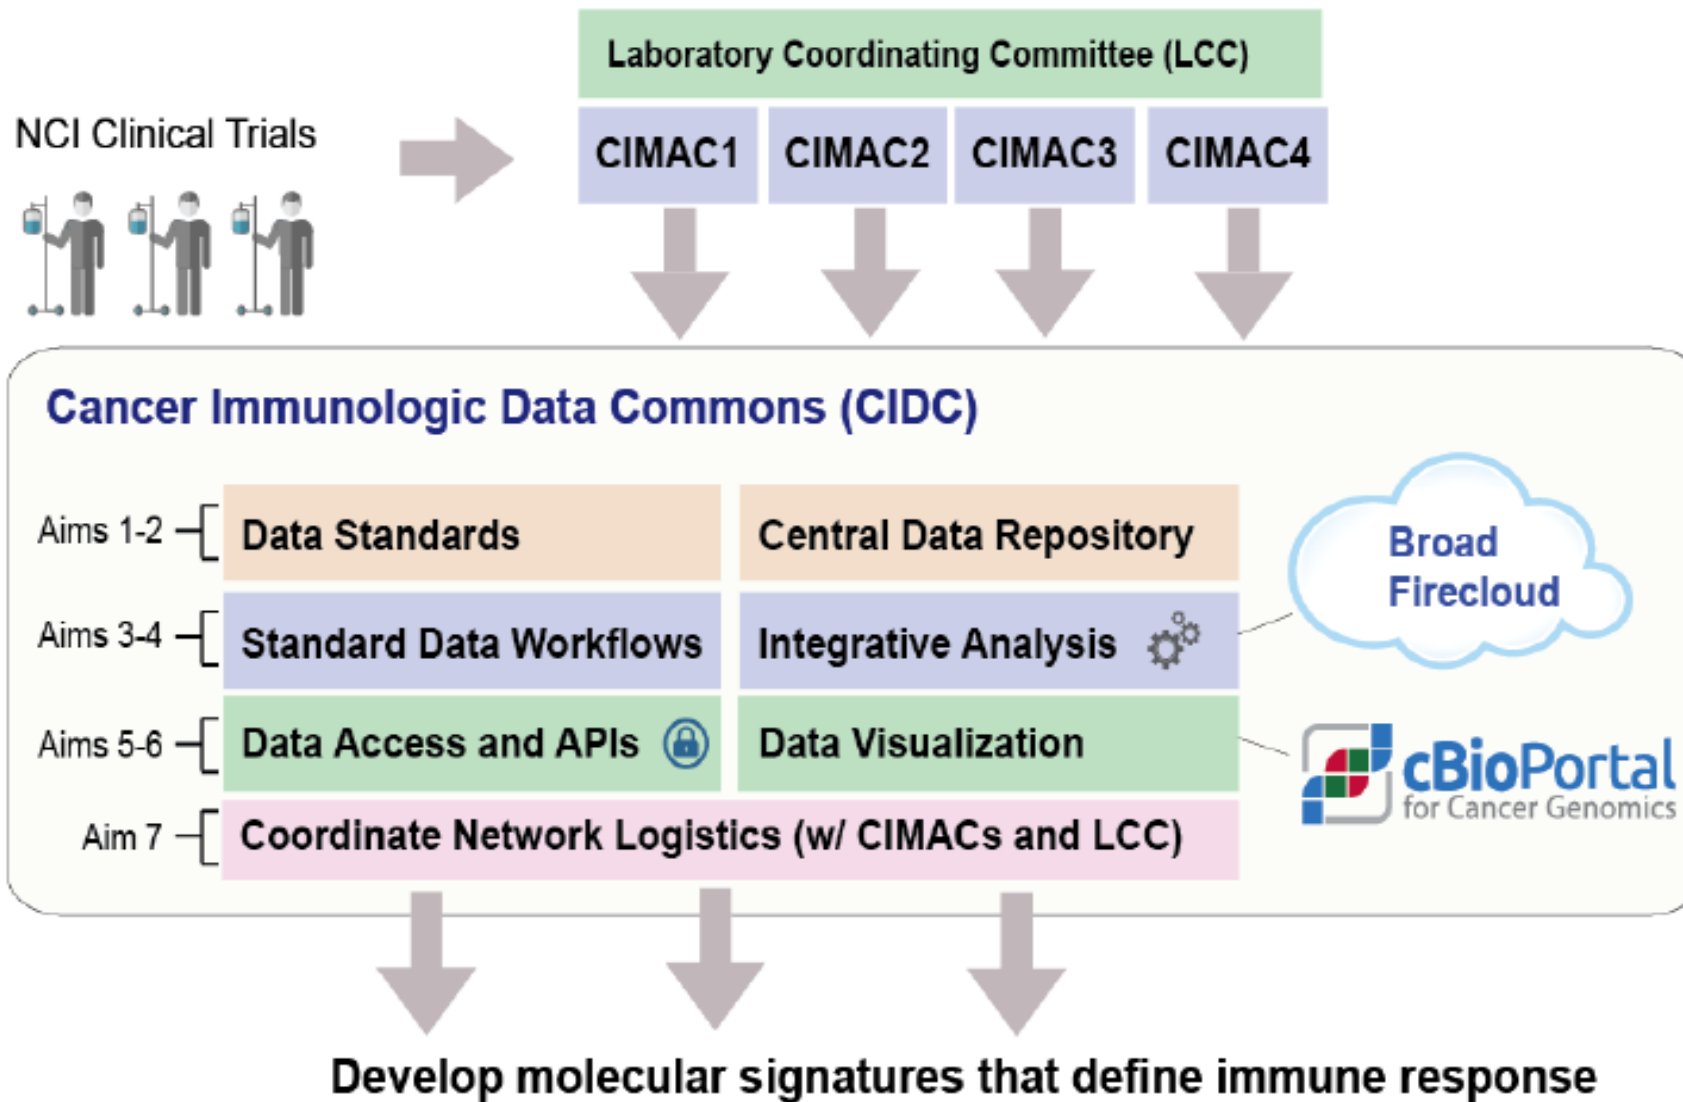 Laboratory Coordinating Committee (LCC)
NCI Clinical Trials
CIMAC1
CIMAC2
CIMAC3
CIMAC4
Cancer Immunologic Data Commons (CIDC)
Aims 1-2
Data Standards
Central Data Repository
Broad
Firecloud
Aims 3-4
Standard Data Workflows
Integrative Analysis
Aims 5-6
Data Access and APIs
Data Visualization
cBioPortal
for Cancer Genomics
Aim 7
Coordinate Network Logistics (w/ CIMACs and LCC)
Develop molecular signatures that define immune response